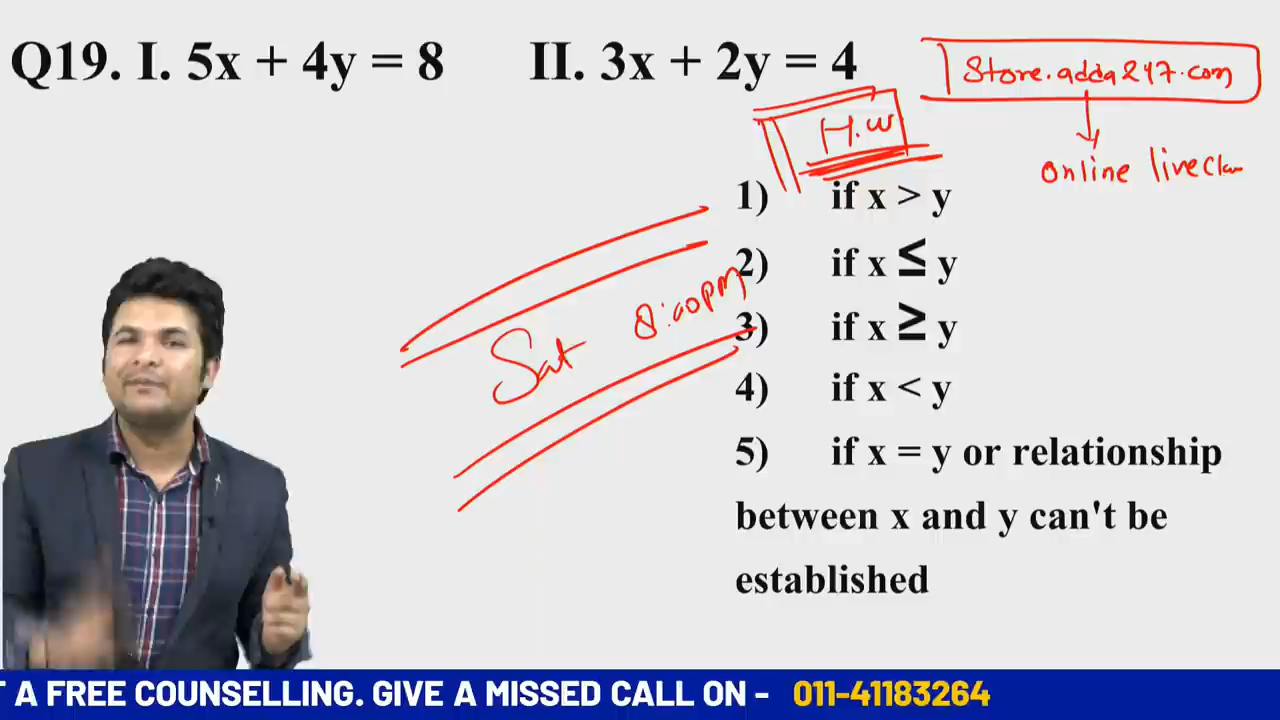 Q19. I. 5x + 4y = 8 II. 3x + 2y = 4
Store.adda247.com
H.W
online live Clas
1) if x > y
2) if x ≤ y
Sat 8:00PM
3) if x ≥ y
4) if x < y
5) if x = y or relationship
between x and y can't be
established
T A FREE COUNSELLING. GIVE A MISSED CALL ON - 011-41183264